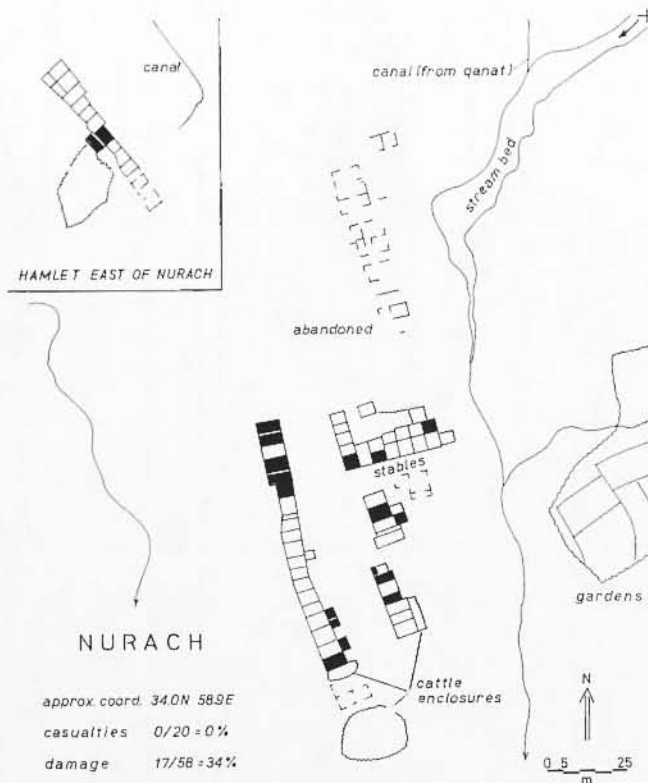 canal
HAMLET EAST OF NURACH
canal (from qanat)
stream bed
abandoned
stables
gardens
cattle
enclosures
NURACH
approx. coord. 34.0N 58.9E
casualties 0/20 = 0%
damage 17/58 = 34%
N
0 5 25
m